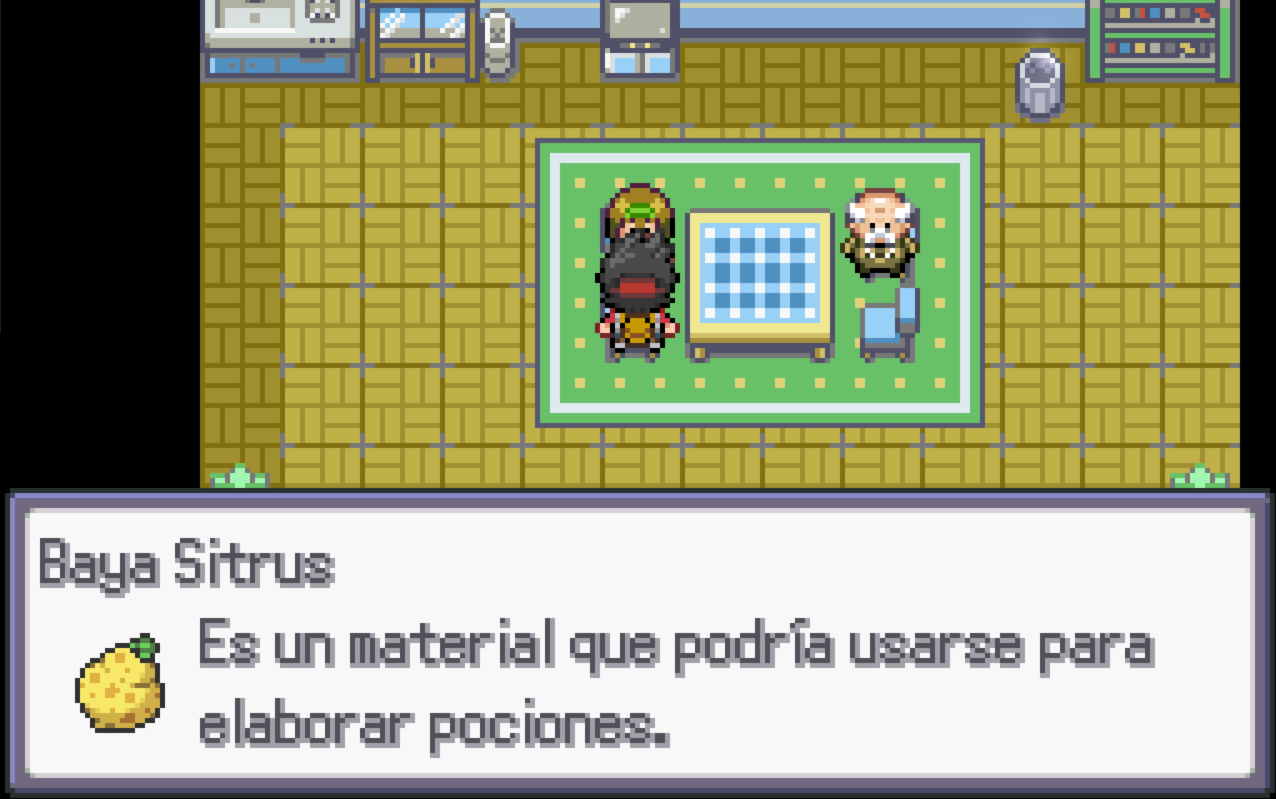 Baya Sitrus
Es un material que podría usarse para
elaborar pociones.